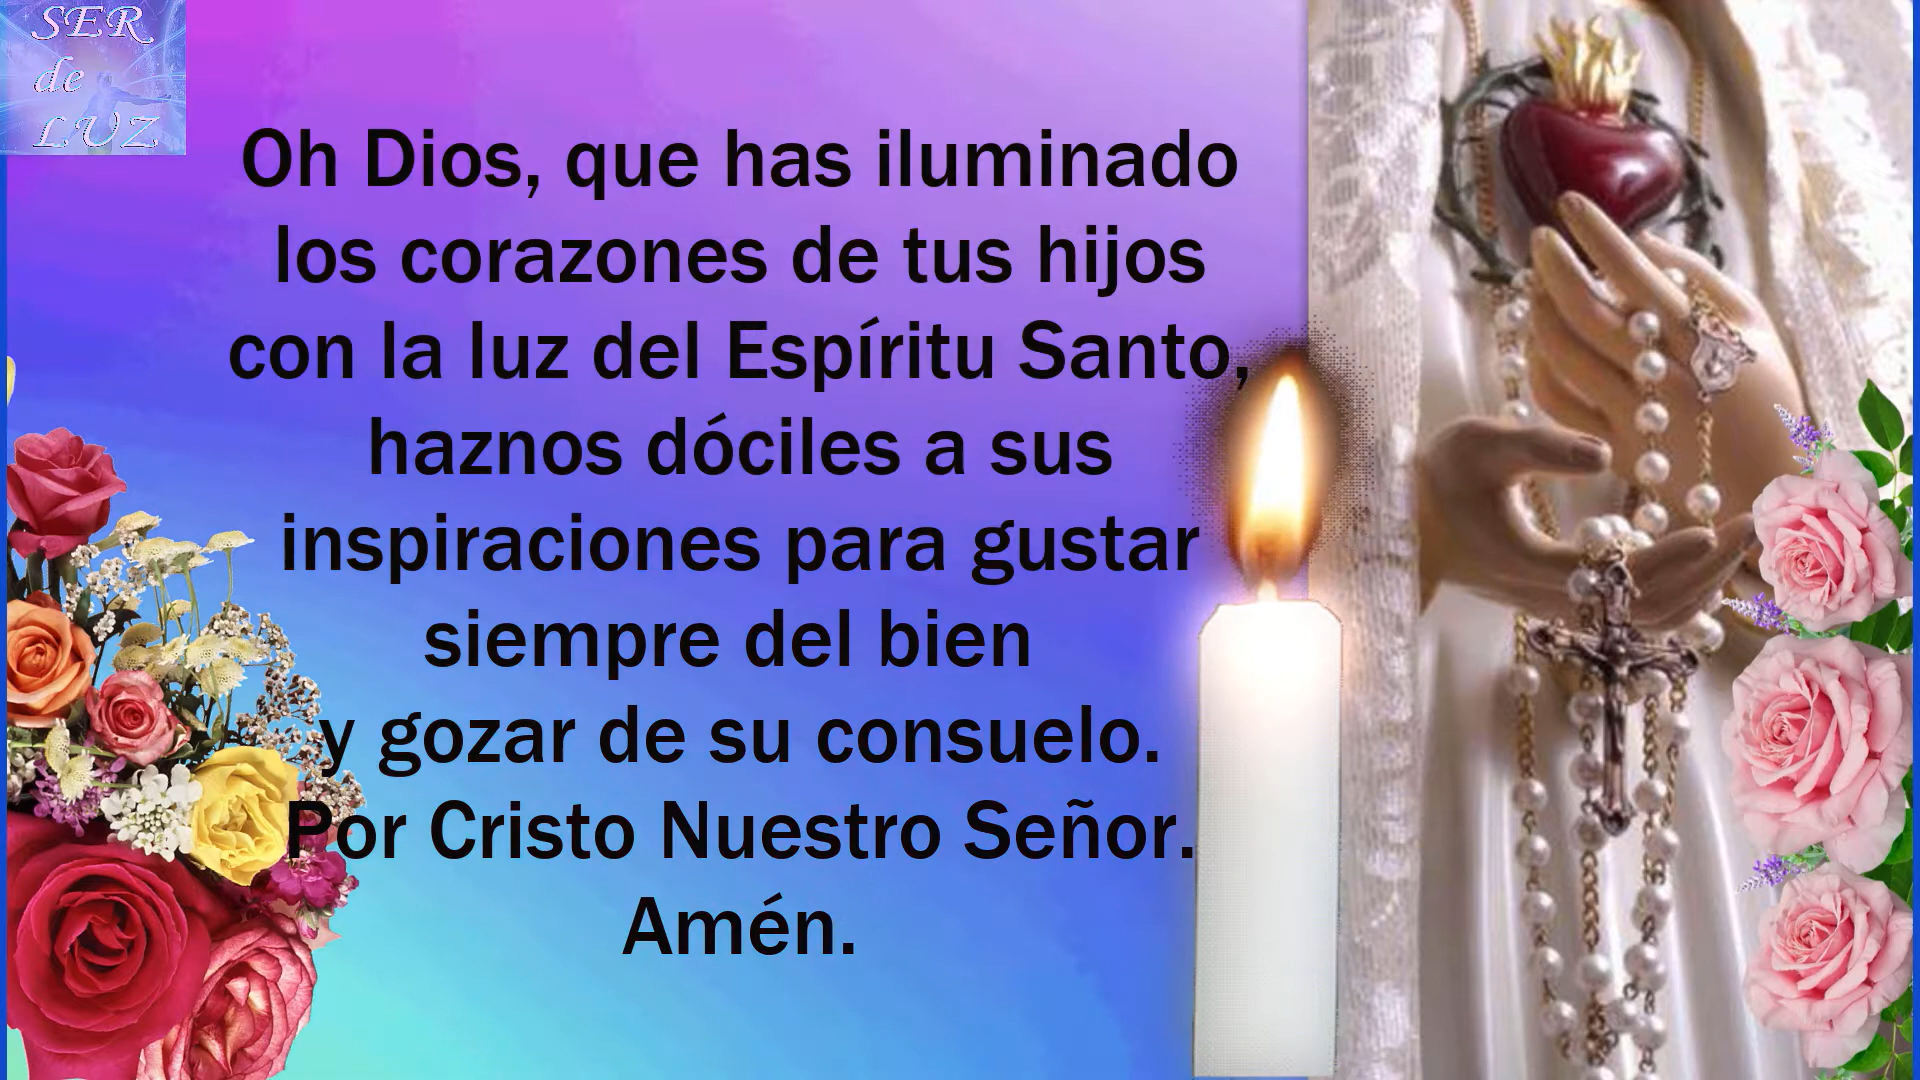 SER
de
LUZ
Oh Dios, que has iluminado
los corazones de tus hijos
con la luz del Espíritu Santo,
haznos dóciles a sus
inspiraciones para gustar
siempre del bien
y gozar de su consuelo.
Por Cristo Nuestro Señor.
Amén.